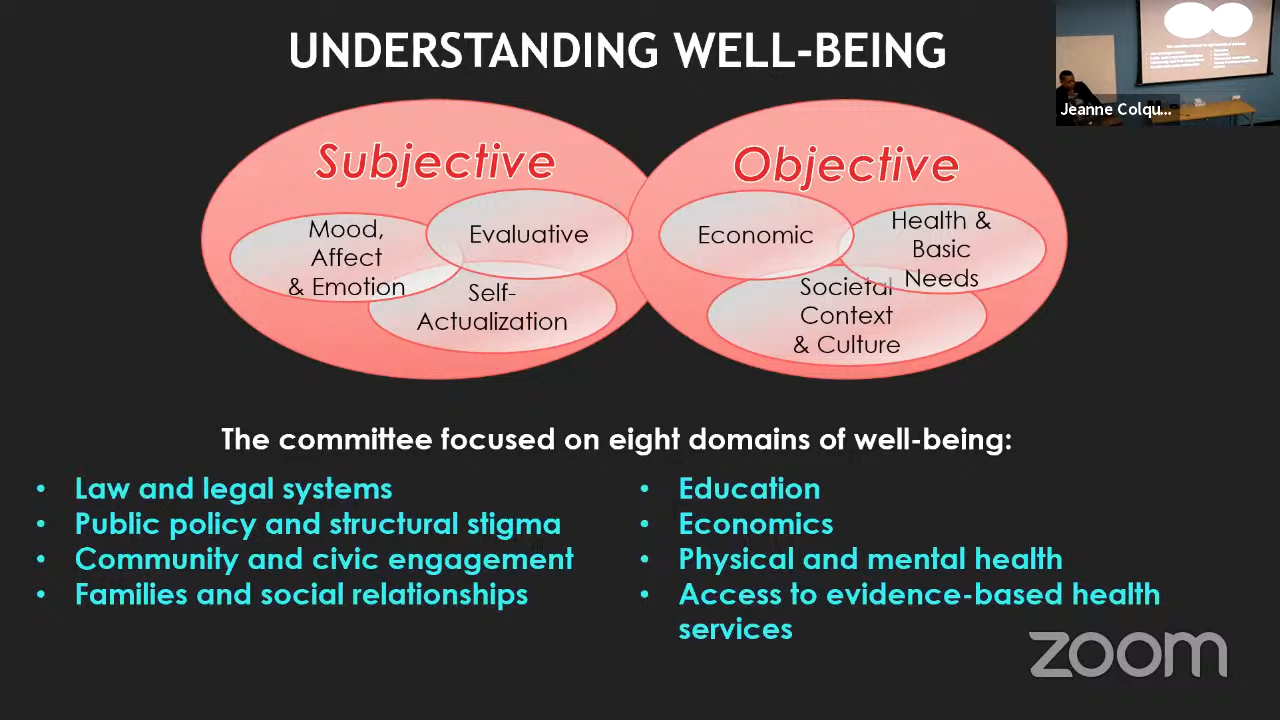 UNDERSTANDING WELL-BEING
Jeanne Colqu...
Subjective
Mood,
Affect
& Emotion
Evaluative
Self-
Actualization
Objective
Economic
Health &
Basic
Needs
Societal
Context
& Culture
The committee focused on eight domains of well-being:
• Law and legal systems
• Public policy and structural stigma
• Community and civic engagement
• Families and social relationships
• Education
• Economics
• Physical and mental health
• Access to evidence-based health
services
zoom